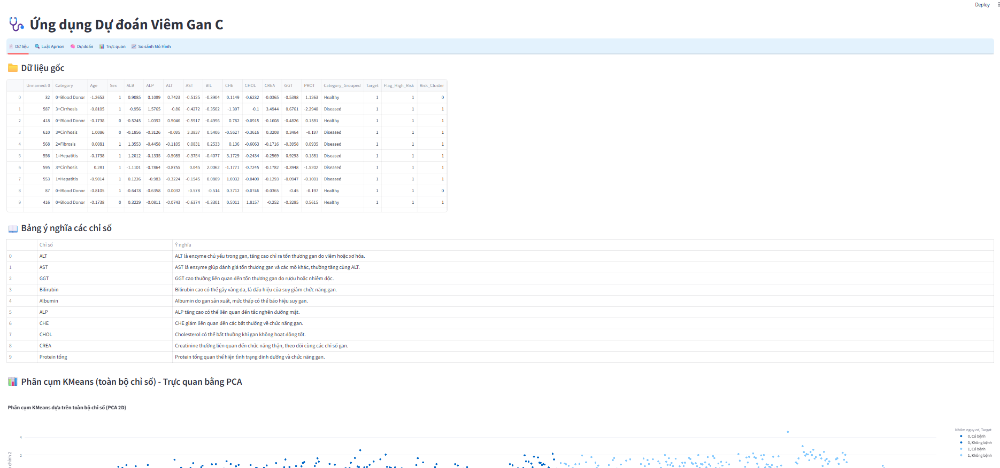 Deploy
Ứng dụng Dự đoán Viêm Gan C
Dữ liệu Luật Apriori Dự đoán Trực quan So sánh Mô Hình
Dữ liệu gốc
Unnamed: 0 Category Age Sex ALB ALP ALT AST BIL CHE CHOL CREA GGT PROT Category_Grouped Target Flag_High_Risk Risk_Cluster
0 32 0=Blood Donor -1.2653 1 0.9085 0.1089 0.7423 -0.5125 -0.3904 0.1149 -0.6232 -0.0365 -0.5398 1.1263 Healthy 1 1 0
1 587 3=Cirrhosis -0.8105 1 -0.956 1.5765 -0.86 -0.4272 -0.3502 -1.307 -0.1 3.4944 0.6761 -2.2948 Diseased 1 1 1
2 418 0=Blood Donor -0.1738 0 -0.5245 1.0392 0.5046 -0.5917 -0.4996 0.782 -0.0915 -0.1608 -0.4826 0.1581 Healthy 1 1 1
3 610 3=Cirrhosis 1.0086 0 -0.1856 -0.3126 -0.095 3.3837 0.5406 -0.5627 -0.3616 0.3208 0.3464 -0.197 Diseased 1 1 1
4 568 2=Fibrosis 0.0081 1 1.3553 -0.4458 -0.1105 0.0831 0.2533 0.136 -0.6063 -0.1716 -0.3958 0.0935 Diseased 1 1 1
5 556 1=Hepatitis -0.1738 1 1.2012 -0.1335 -0.5085 -0.3754 -0.4077 3.1729 -0.2434 -0.2569 0.9293 0.1581 Diseased 1 1 1
6 595 3=Cirrhosis 0.281 1 -1.1101 -0.7864 -0.8755 0.045 2.0062 -1.1771 -0.7245 -0.1782 -0.3948 -1.5202 Diseased 1 1 1
7 553 1=Hepatitis -0.9014 1 0.1226 -0.983 -0.3224 -0.1545 0.0809 1.0032 -0.0409 -0.1293 -0.0947 -0.1001 Diseased 1 1 1
8 87 0=Blood Donor -0.8105 1 -0.6478 -0.6358 0.0032 -0.578 -0.514 0.3712 -0.0746 -0.0365 -0.45 -0.197 Healthy 1 1 0
9 416 0=Blood Donor -0.1738 0 0.3229 -0.0811 -0.0743 -0.6374 -0.3301 0.5011 1.8157 -0.252 -0.3285 0.5615 Healthy 1 1 1
Bảng ý nghĩa các chỉ số
Chỉ số Ý nghĩa
0 ALT ALT là enzyme chủ yếu trong gan, tăng cao chỉ ra tổn thương gan do viêm hoặc xơ hóa.
1 AST AST là enzyme giúp đánh giá tổn thương gan và các mô khác, thường tăng cùng ALT.
2 GGT GGT cao thường liên quan đến tổn thương gan do rượu hoặc nhiễm độc.
3 Bilirubin Bilirubin cao có thể gây vàng da, là dấu hiệu của suy giảm chức năng gan.
4 Albumin Albumin do gan sản xuất, mức thấp có thể báo hiệu suy gan.
5 ALP ALP tăng cao có thể liên quan đến tắc nghẽn đường mật.
6 CHE CHE giảm liên quan đến các bất thường về chức năng gan.
7 CHOL Cholesterol có thể bất thường khi gan không hoạt động tốt.
8 CREA Creatinine thường liên quan đến chức năng thận, theo dõi cùng các chỉ số gan.
9 Protein tổng Protein tổng quan thể hiện tình trạng dinh dưỡng và chức năng gan.
Phân cụm KMeans (toàn bộ chỉ số) - Trực quan bằng PCA
Phân cụm KMeans dựa trên toàn bộ chỉ số (PCA 2D)
Nhóm nguy cơ, Target
0, Có bệnh
0, Không bệnh
1, Có bệnh
1, Không bệnh
4
2
chính 2